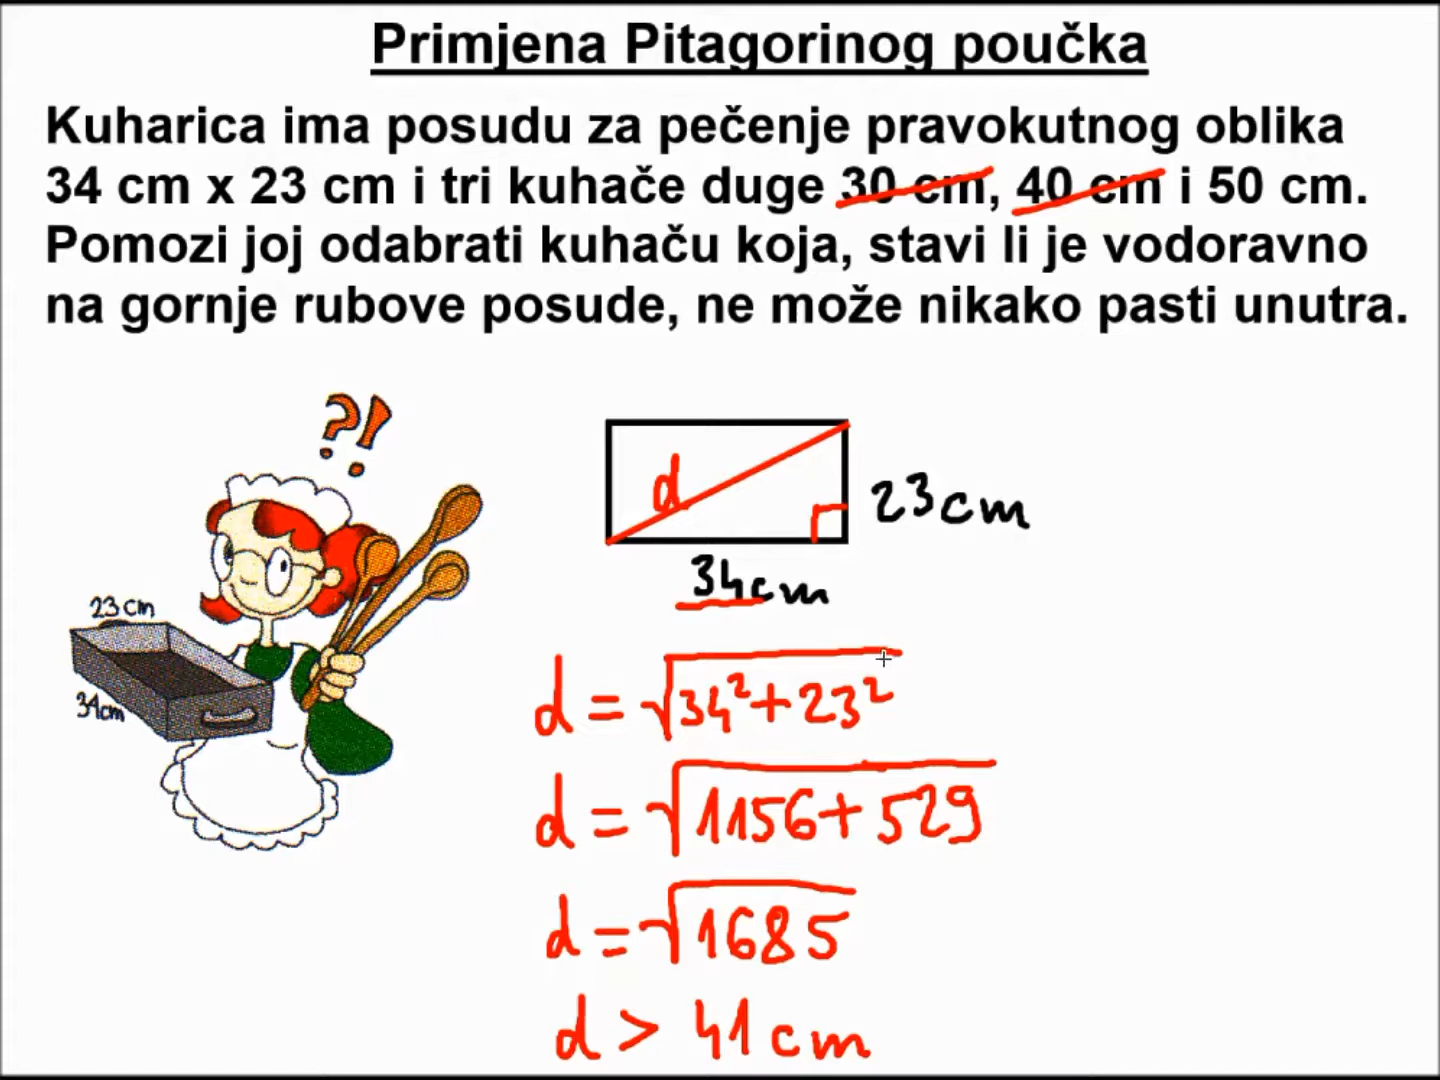 Primjena Pitagorinog poučka
Kuharica ima posudu za pečenje pravokutnog oblika
34 cm x 23 cm i tri kuhače duge 30 cm, 40 cm i 50 cm.
Pomozi joj odabrati kuhaču koja, stavi li je vodoravno
na gornje rubove posude, ne može nikako pasti unutra.
?!
23 cm
34cm
d
23cm
34cm
d = √34²+23²
d = √1156+529
d = √1685
d > 41 cm